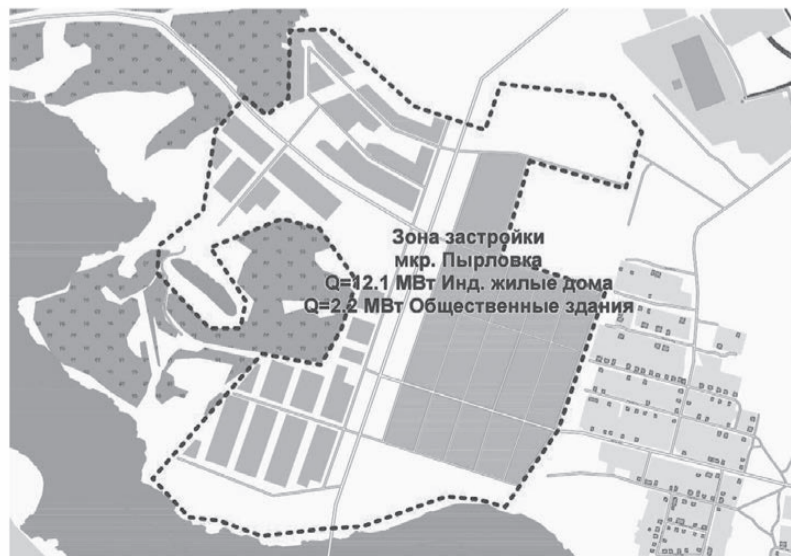 Зона застройки
мкр. Пырловка
Q=12.1 МВт Инд. жилые дома
Q=2.2 МВт Общественные здания